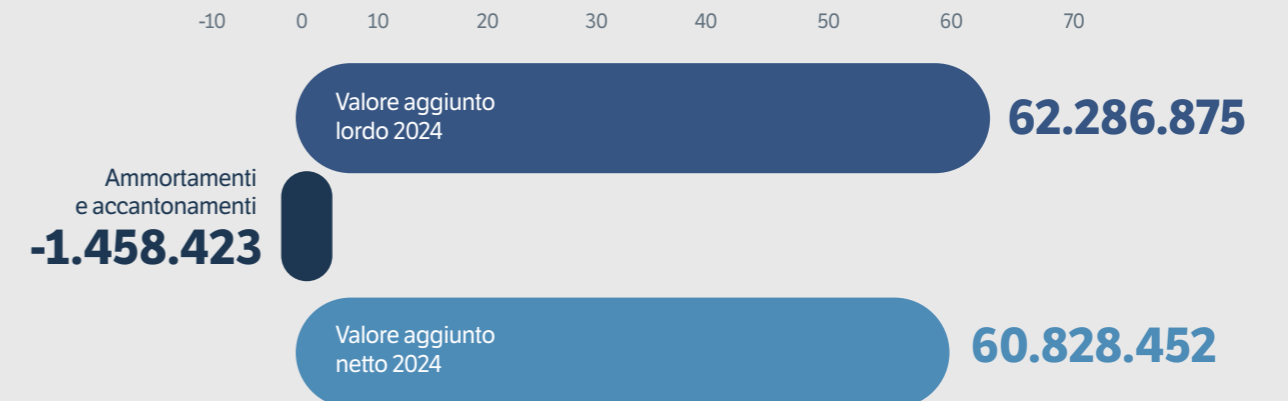 -10 0 10 20 30 40 50 60 70
Valore aggiunto
lordo 2024
62.286.875
Ammortamenti
e accantonamenti
-1.458.423
Valore aggiunto
netto 2024
60.828.452